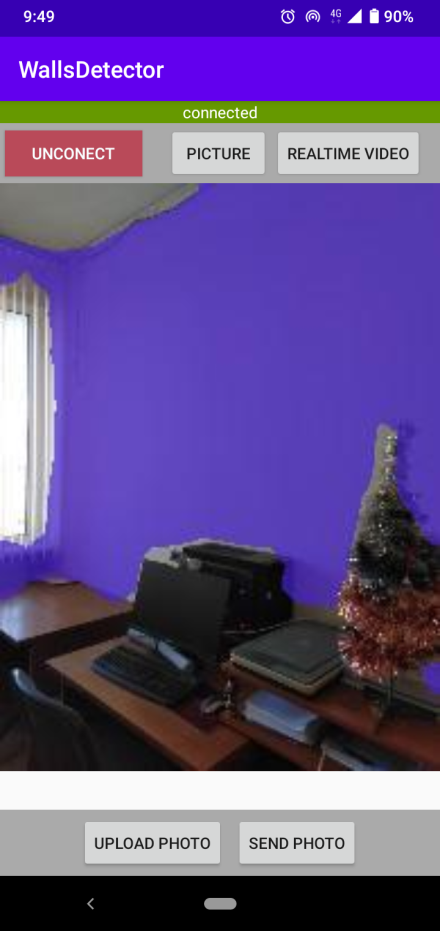 9:49 4G 90%
WallsDetector
connected
UNCONECT PICTURE REALTIME VIDEO
UPLOAD PHOTO SEND PHOTO